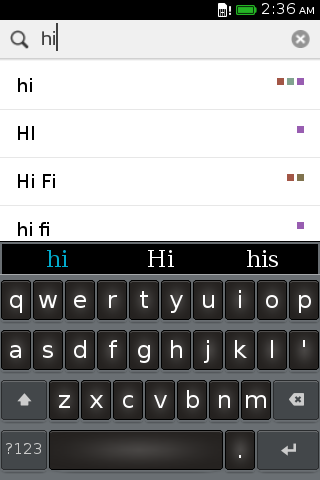 2:36 AM
hi
hi
HI
Hi Fi
hi fi
hi Hi his
q w e r t y u i o p
a s d f g h j k l '
z x c v b n m
?123 .